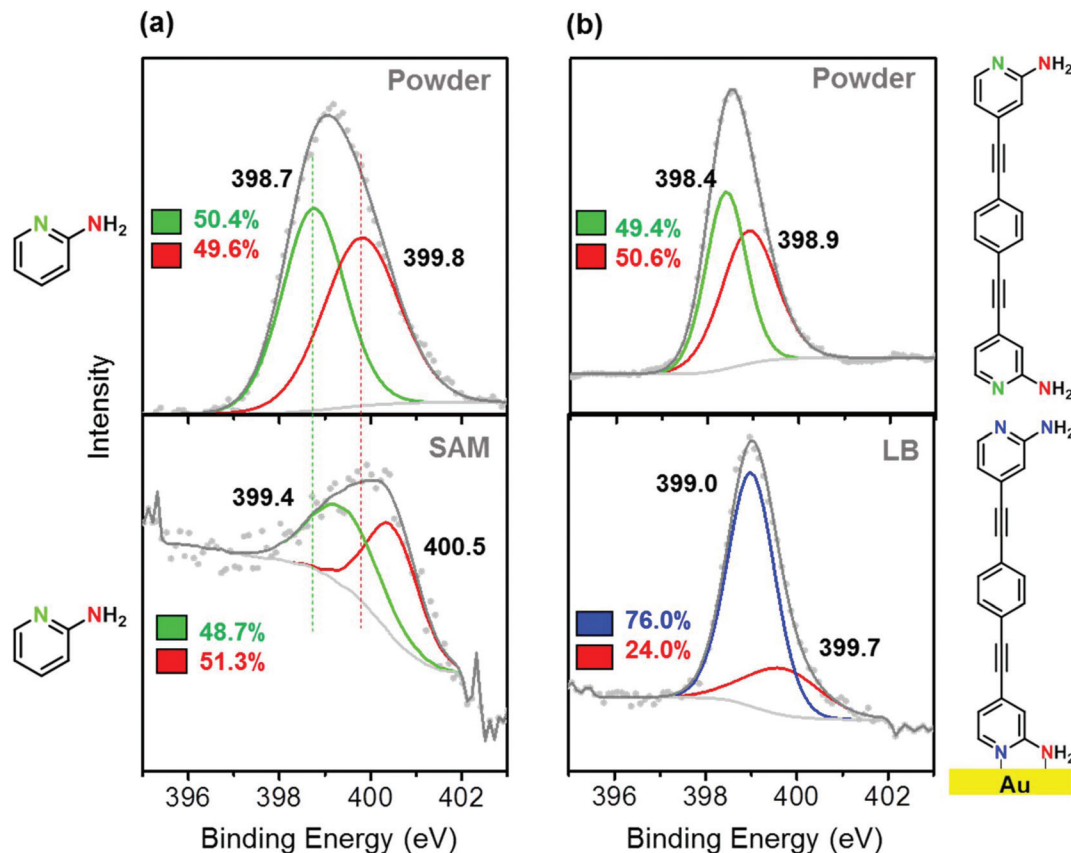 (a)
(b)
Intensity
Powder
398.7
50.4%
49.6%
399.8
N
NH2
SAM
399.4
400.5
48.7%
51.3%
N
NH2
396 398 400 402
Binding Energy (eV)
Powder
398.4
49.4%
50.6%
398.9
N
NH2
N
NH2
LB
399.0
76.0%
24.0%
399.7
N
NH2
N
NH2
Au
396 398 400 402
Binding Energy (eV)